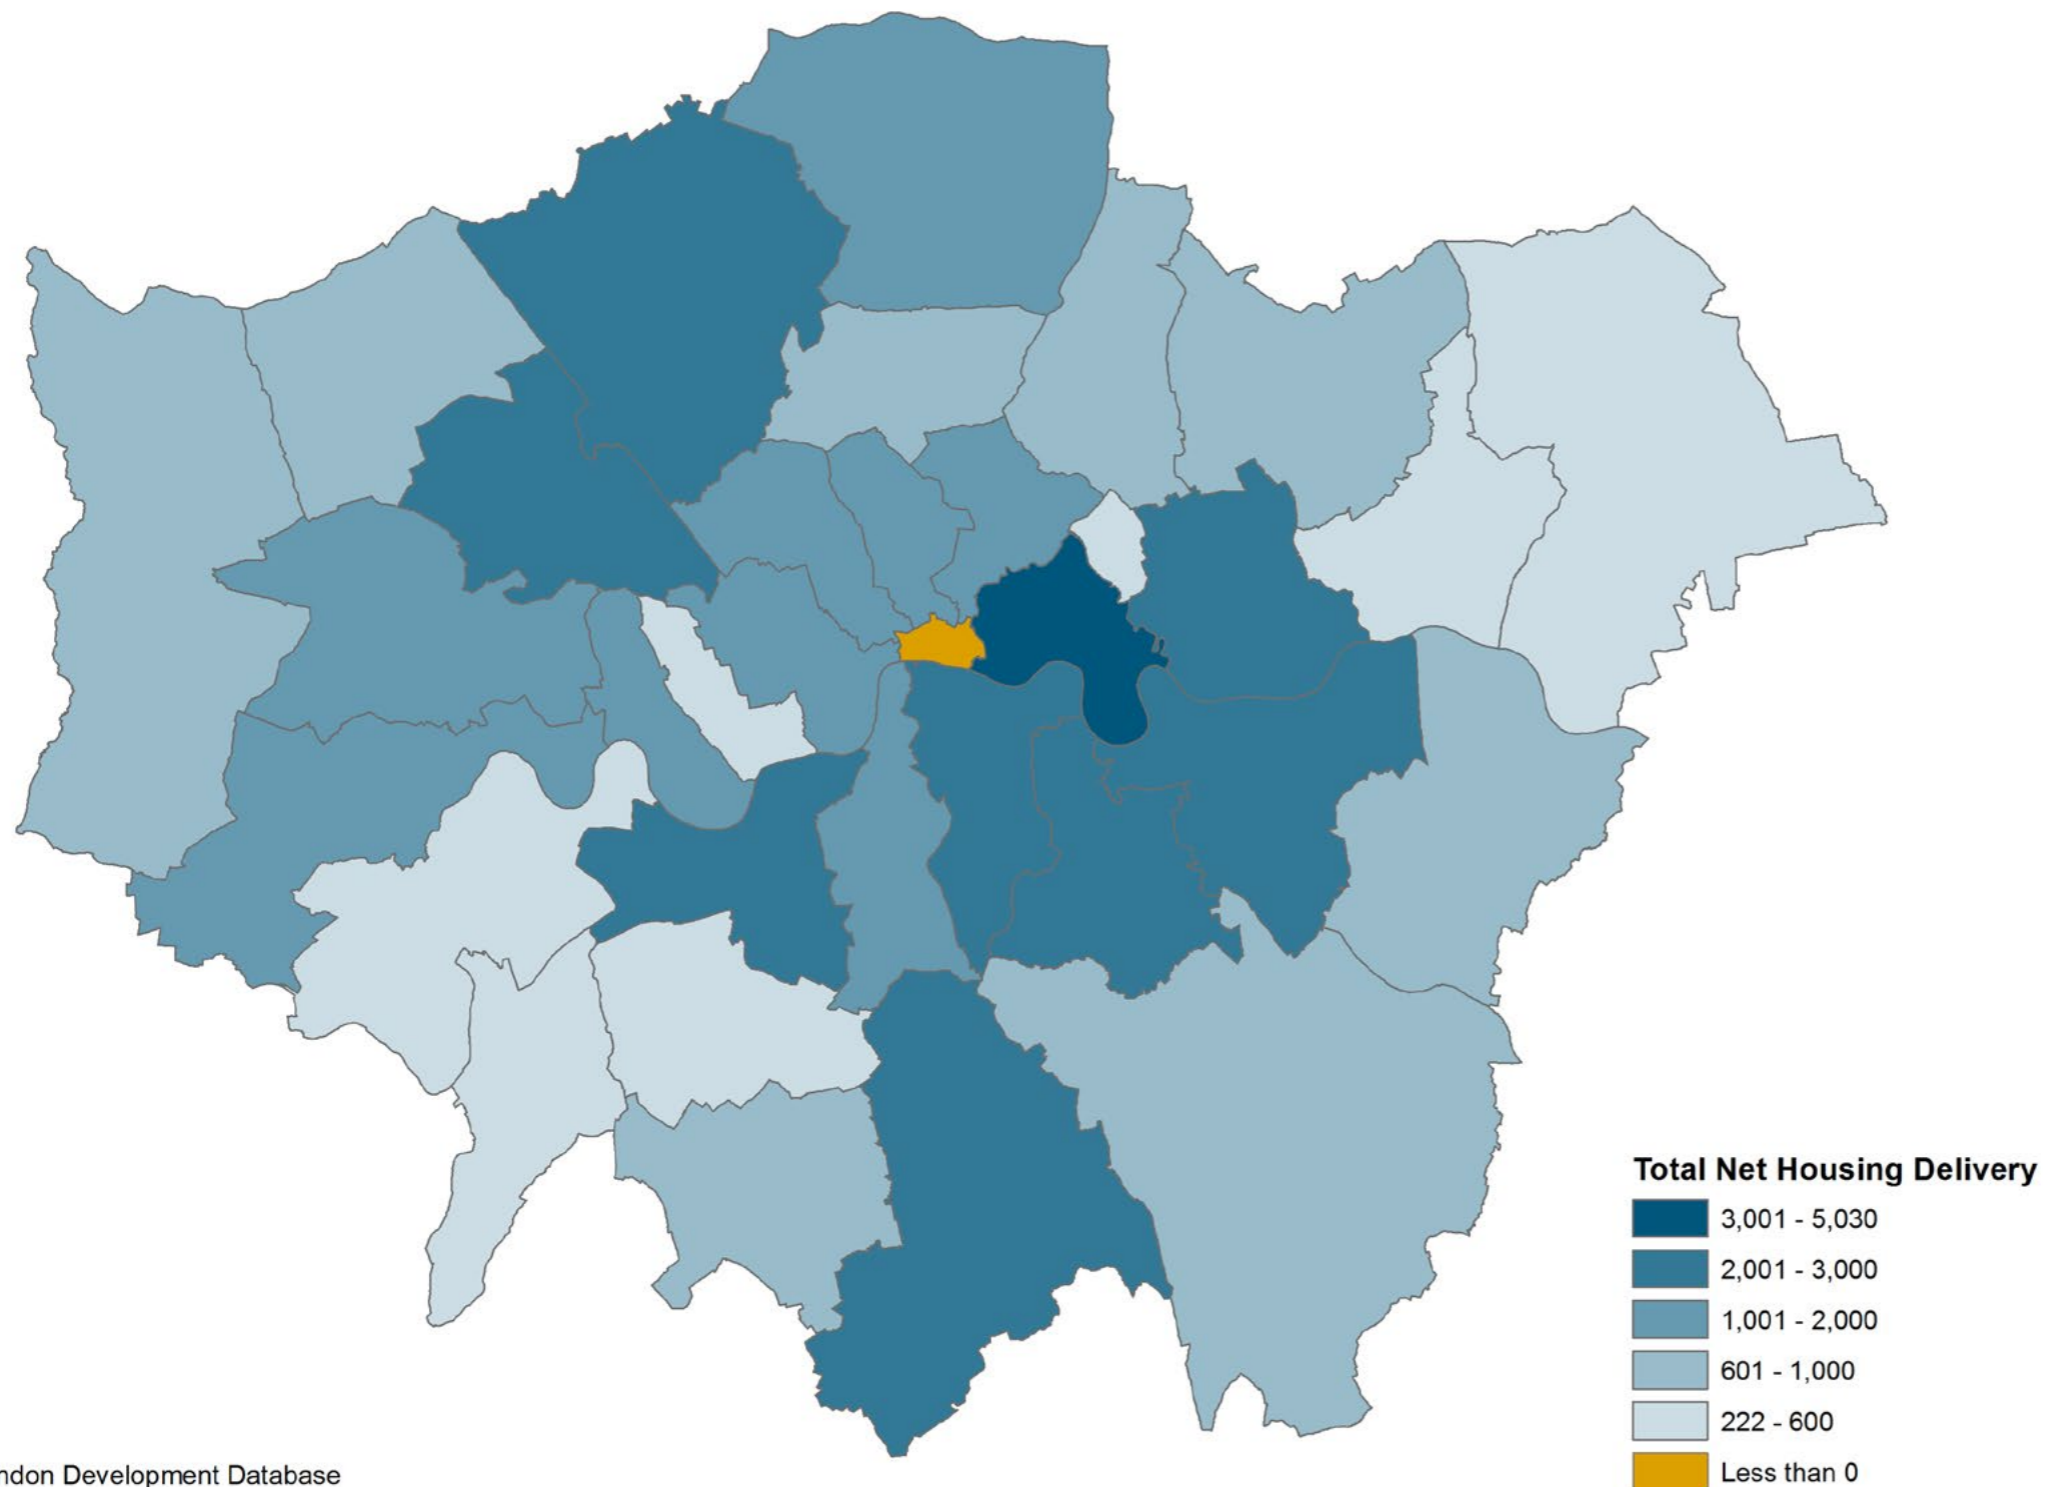 Total Net Housing Delivery
3,001 - 5,030
2,001 - 3,000
1,001 - 2,000
601 - 1,000
222 - 600
Less than 0
ndon Development Database